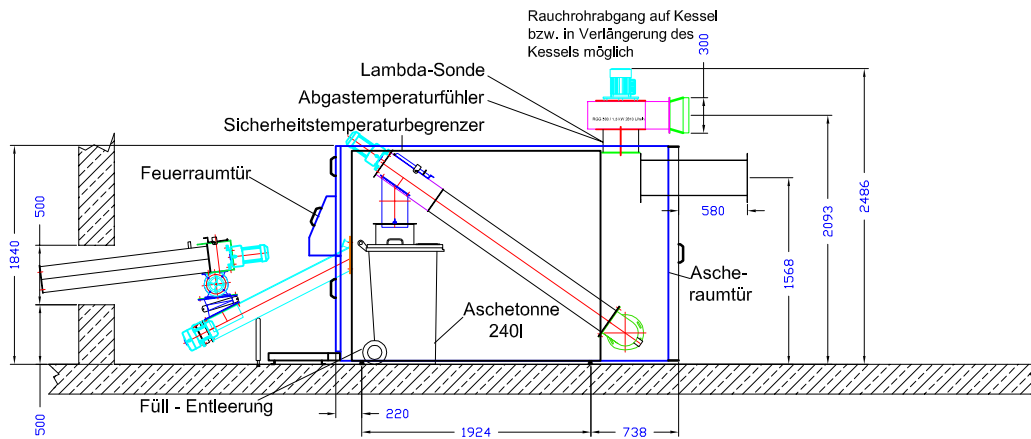 Rauchrohrabgang auf Kessel
bzw. in Verlängerung des
Kessels möglich
300
Lambda-Sonde
Abgastemperaturfühler
Sicherheitstemperaturbegrenzer
Feuerraumtür
500
1840
500
580
2486
2093
1568
Asche-
raumtür
Aschetonne
240l
Füll - Entleerung
220
1924
738